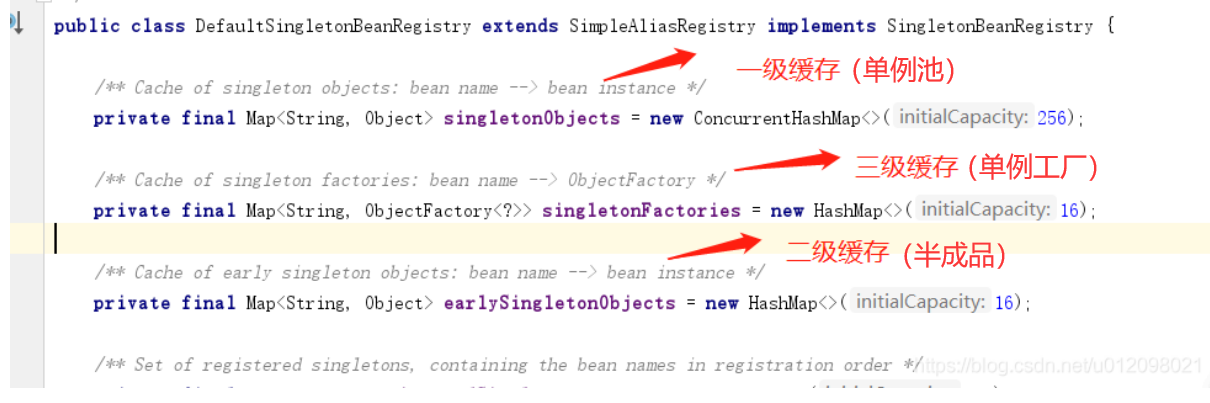 public class DefaultSingletonBeanRegistry extends SimpleAliasRegistry implements SingletonBeanRegistry {
一级缓存（单例池）
/** Cache of singleton objects: bean name --> bean instance */
private final Map<String, Object> singletonObjects = new ConcurrentHashMap<>( initialCapacity: 256);
三级缓存（单例工厂）
/** Cache of singleton factories: bean name --> ObjectFactory */
private final Map<String, ObjectFactory<?>> singletonFactories = new HashMap<>( initialCapacity: 16);
二级缓存（半成品）
/** Cache of early singleton objects: bean name --> bean instance */
private final Map<String, Object> earlySingletonObjects = new HashMap<>( initialCapacity: 16);
/** Set of registered singletons, containing the bean names in registration order */
https://blog.csdn.net/u012098021